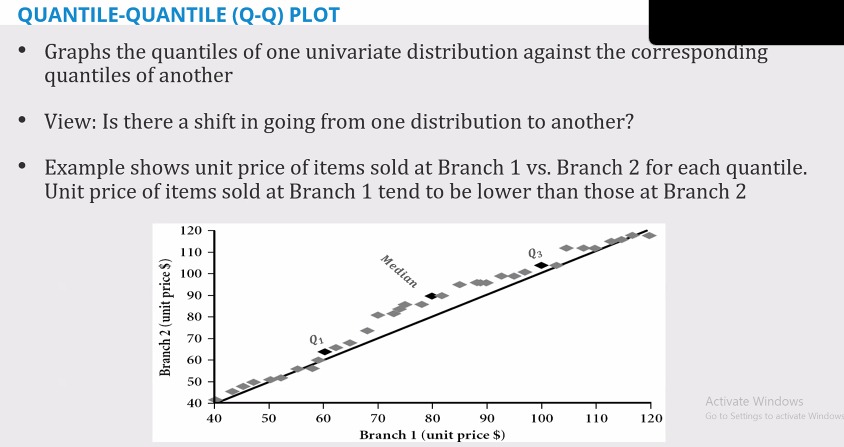 QUANTILE-QUANTILE (Q-Q) PLOT
• Graphs the quantiles of one univariate distribution against the corresponding
quantiles of another
• View: Is there a shift in going from one distribution to another?
• Example shows unit price of items sold at Branch 1 vs. Branch 2 for each quantile.
Unit price of items sold at Branch 1 tend to be lower than those at Branch 2
Branch 2 (unit price $)
120
110
100
90
80
70
60
50
40
Q1
Median
Q3
40 50 60 70 80 90 100 110 120
Branch 1 (unit price $)
Activate Windows
Go to Settings to activate Windows